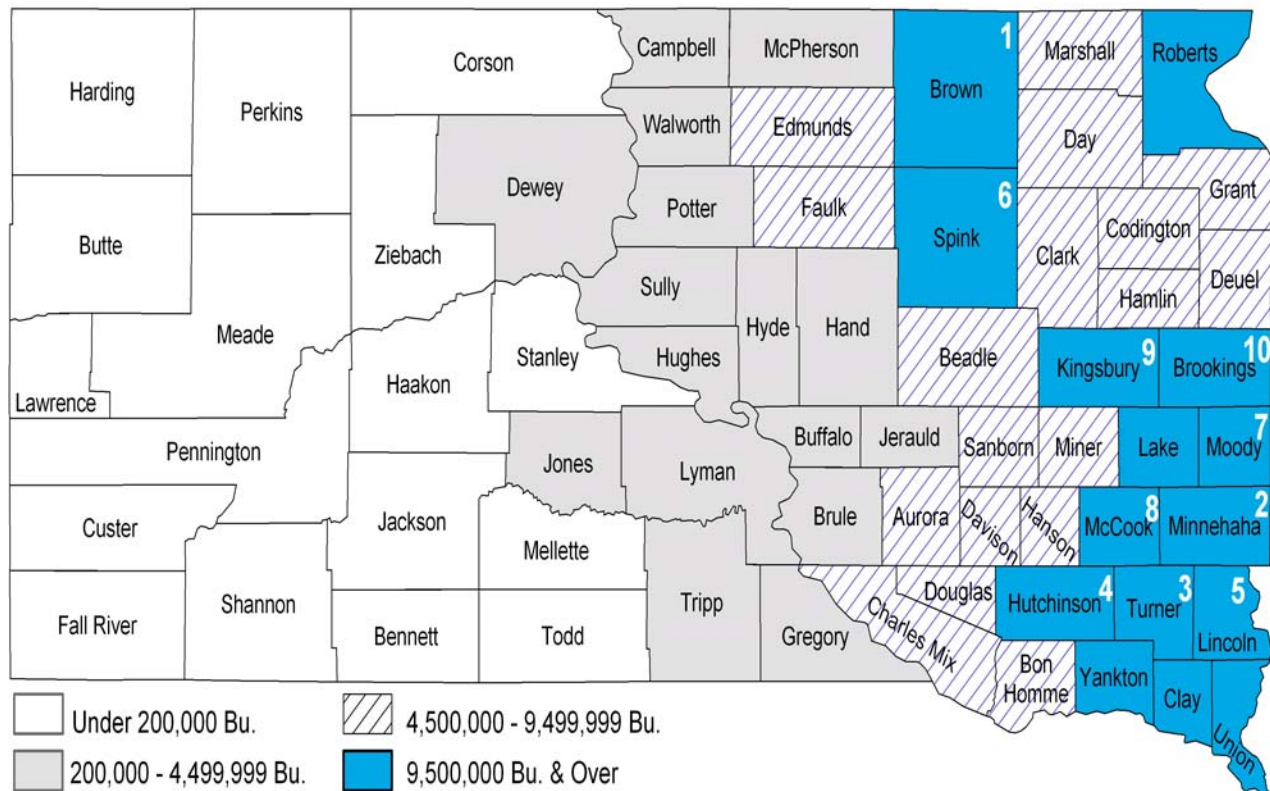 Harding
Perkins
Corson
Campbell
McPherson
1
Brown
Marshall
Roberts
Walworth
Edmunds
Day
Dewey
Potter
Faulk
6
Spink
Grant
Codington
Clark
Deuel
Hamlin
Butte
Ziebach
Sully
Hyde
Hand
Meade
Stanley
Hughes
Beadle
9
Kingsbury
10
Brookings
Haakon
Lawrence
Pennington
Buffalo
Jerauld
Sanborn
Miner
Lake
7
Moody
Jones
Lyman
Custer
Jackson
Mellette
Brule
Aurora
Davison
Hanson
8
McCook
2
Minnehaha
Fall River
Shannon
Bennett
Todd
Tripp
Gregory
Charles Mix
Douglas
Hutchinson
4
Turner
3
5
Lincoln
Bon
Homme
Yankton
Clay
Union
Under 200,000 Bu.
4,500,000 - 9,499,999 Bu.
200,000 - 4,499,999 Bu.
9,500,000 Bu. & Over